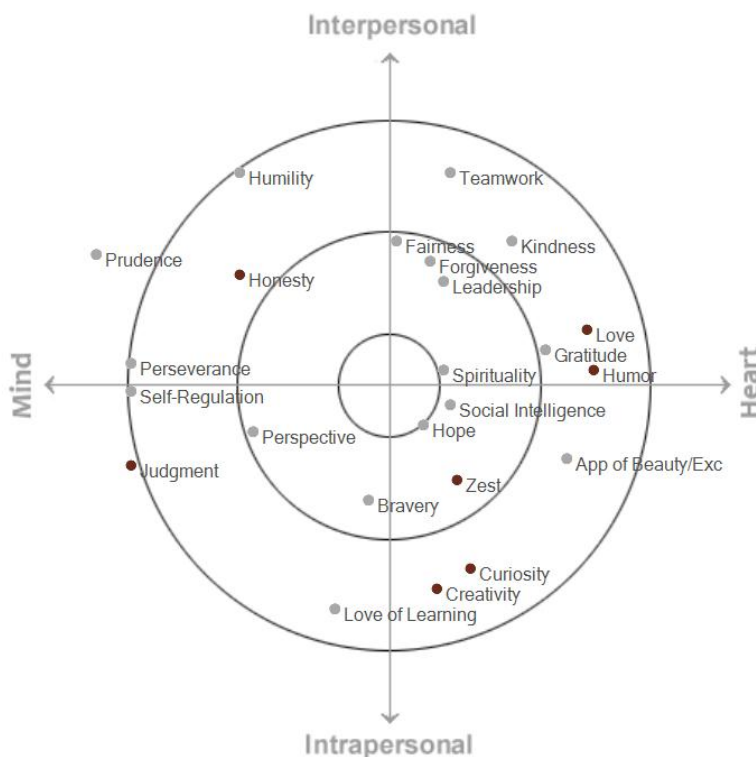 Interpersonal
Humility
Teamwork
Fairness
Kindness
Prudence
Forgiveness
Honesty
Leadership
Love
Gratitude
Perseverance
Spirituality
Humor
Mind
Heart
Self-Regulation
Social Intelligence
Perspective
Hope
App of Beauty/Exc
Judgment
Zest
Bravery
Curiosity
Creativity
Love of Learning
Intrapersonal